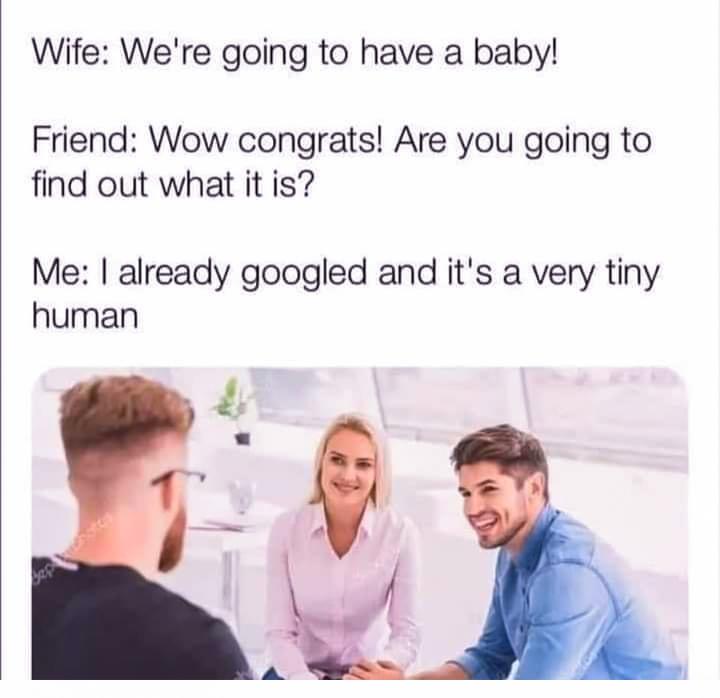 Wife: We're going to have a baby!
Friend: Wow congrats! Are you going to
find out what it is?
Me: I already googled and it's a very tiny
human